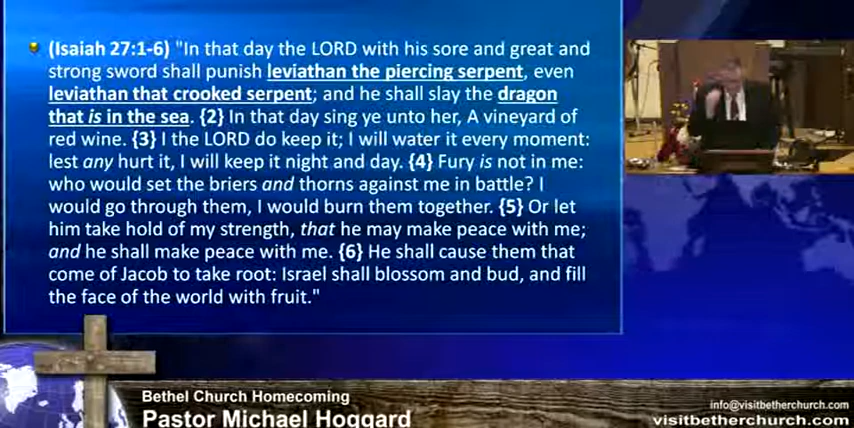 (Isaiah 27:1-6) "In that day the LORD with his sore and great and
strong sword shall punish leviathan the piercing serpent, even
leviathan that crooked serpent; and he shall slay the dragon
that is in the sea. {2} In that day sing ye unto her, A vineyard of
red wine. {3} I the LORD do keep it; I will water it every moment:
lest any hurt it, I will keep it night and day. {4} Fury is not in me:
who would set the briers and thorns against me in battle? I
would go through them, I would burn them together. {5} Or let
him take hold of my strength, that he may make peace with me;
and he shall make peace with me. {6} He shall cause them that
come of Jacob to take root: Israel shall blossom and bud, and fill
the face of the world with fruit."
Bethel Church Homecoming
Pastor Michael Hoggard
info@visitbetherchurch.com
visitbetherchurch.com